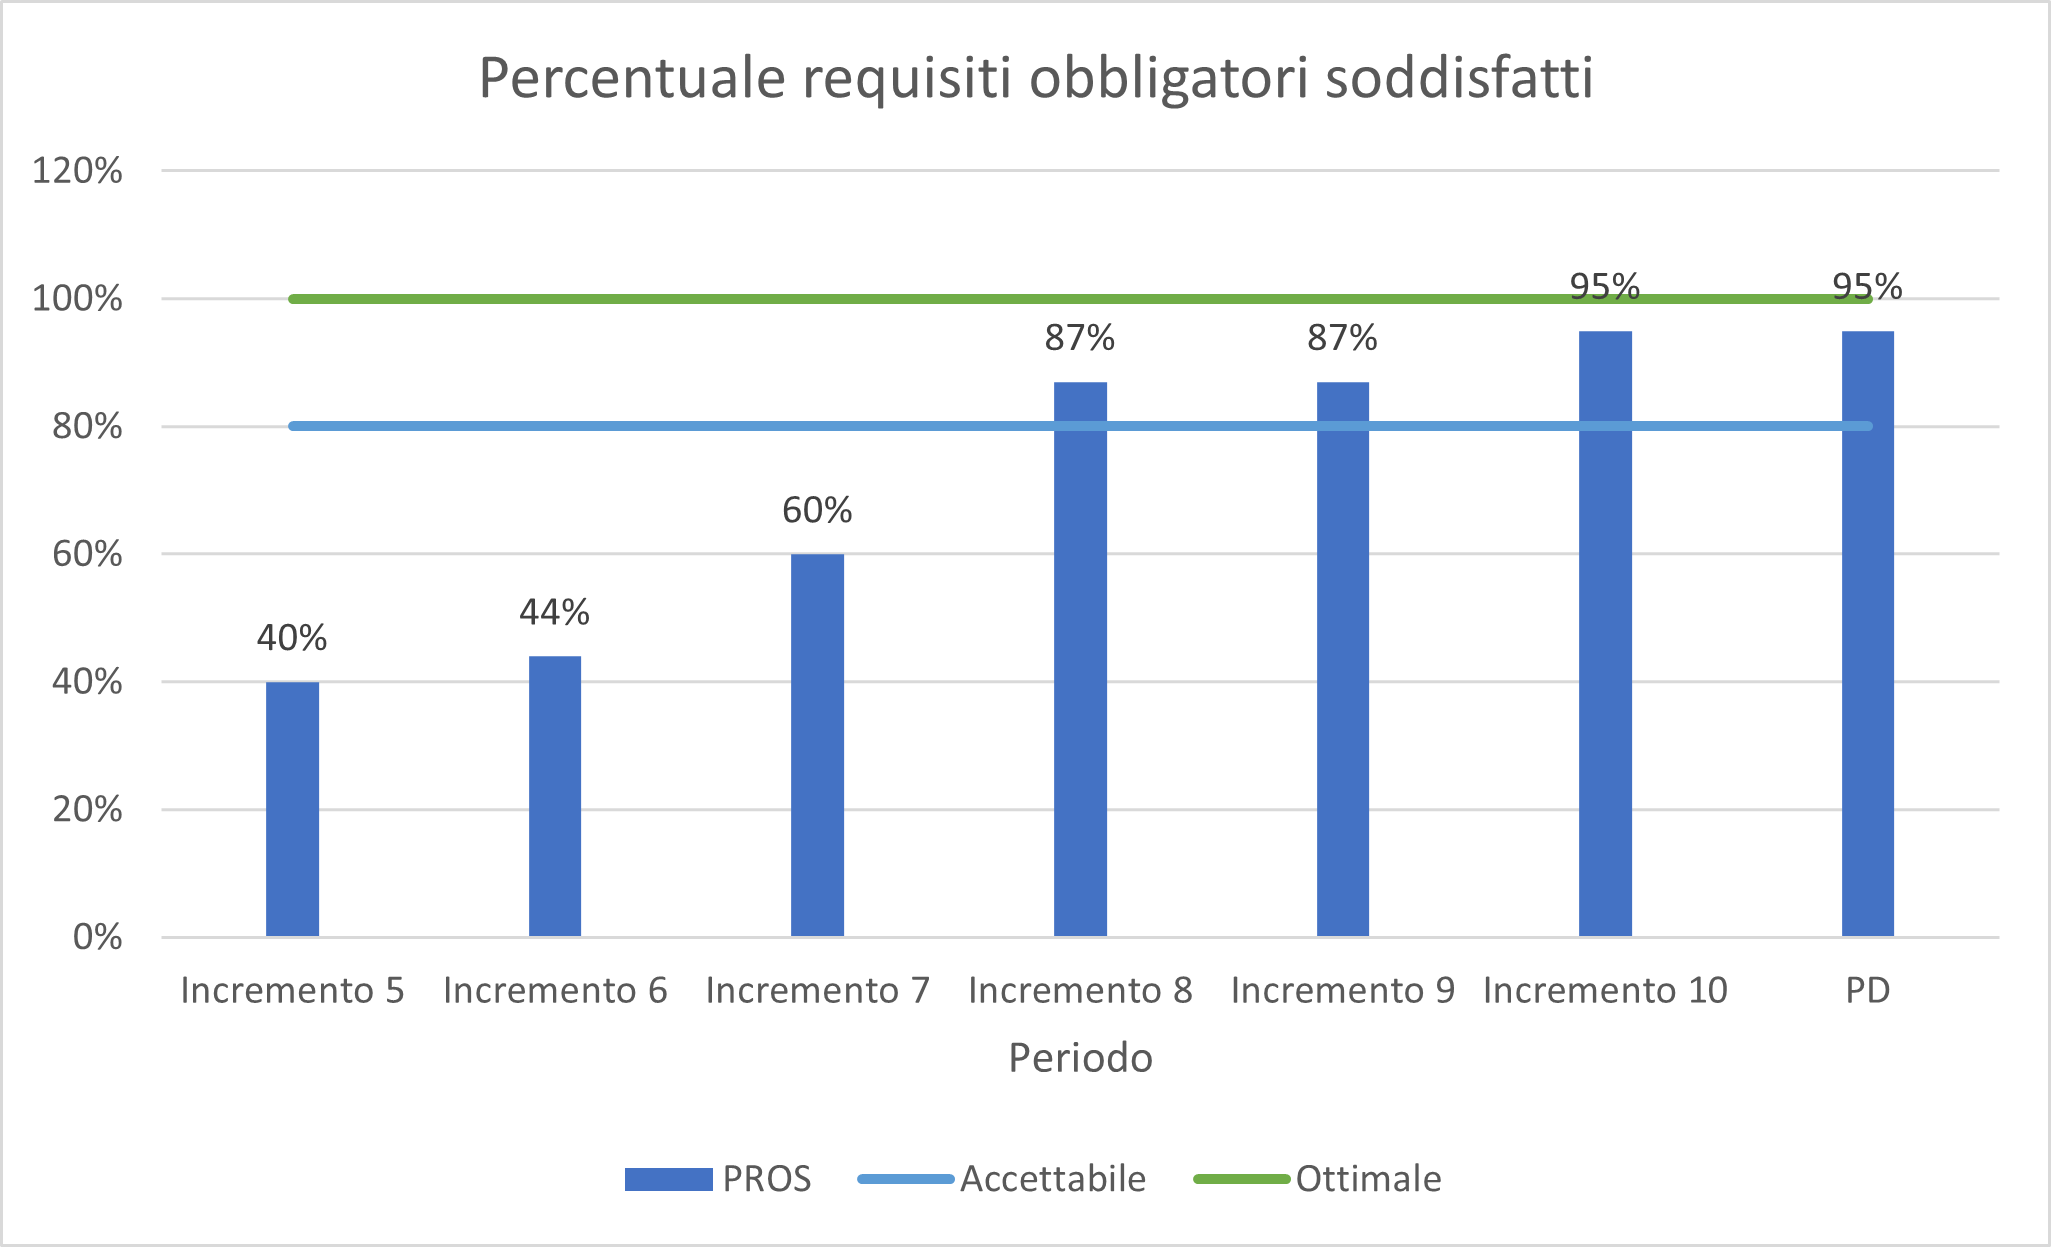 Percentuale requisiti obbligatori soddisfatti
120%
100%
80%
60%
40%
20%
0%
40%
44%
60%
87%
87%
95%
95%
Incremento 5
Incremento 6
Incremento 7
Incremento 8
Incremento 9
Incremento 10
PD
Periodo
PROS
Accettabile
Ottimale